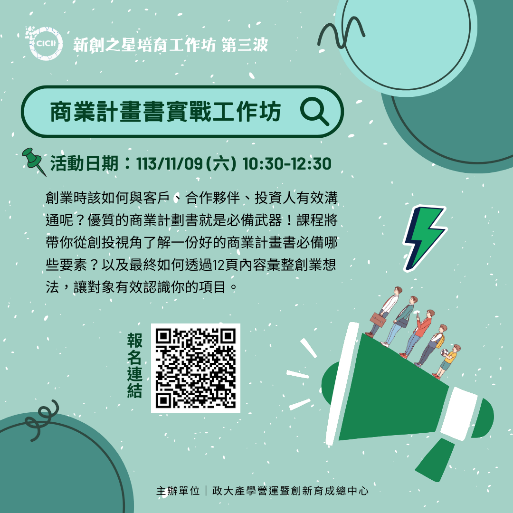 CICII
新創之星培育工作坊 第三波
商業計畫書實戰工作坊
活動日期：113/11/09(六) 10:30-12:30
創業時該如何與客戶、合作夥伴、投資人有效溝
通呢？優質的商業計劃書就是必備武器！課程將
帶你從創投視角了解一份好的商業計畫書必備哪
些要素？以及最終如何透過12頁內容彙整創業想
法，讓對象有效認識你的項目。
報名連結
主辦單位｜政大產學營運暨創新育成總中心